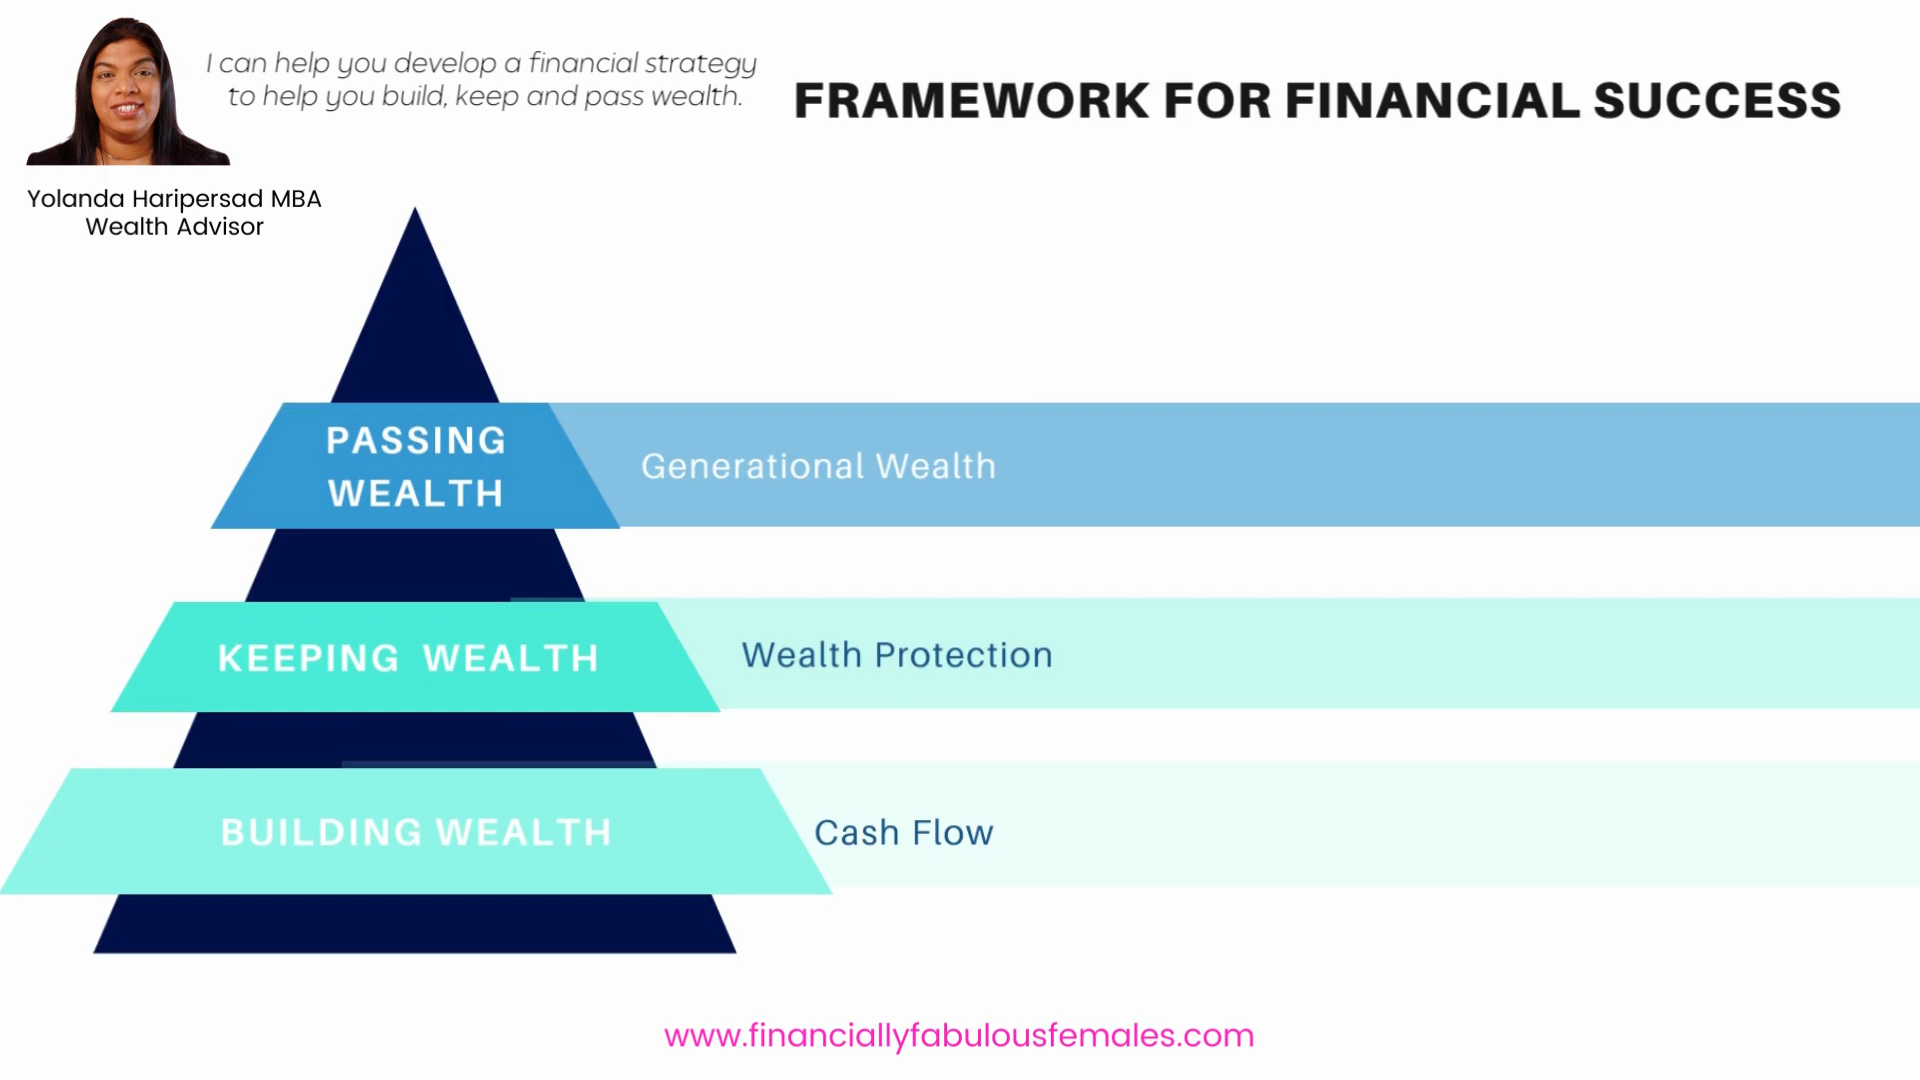 I can help you develop a financial strategy
to help you build, keep and pass wealth.
FRAMEWORK FOR FINANCIAL SUCCESS
Yolanda Haripersad MBA
Wealth Advisor
PASSING
WEALTH
Generational Wealth
KEEPING WEALTH
Wealth Protection
BUILDING WEALTH
Cash Flow
www.financiallyfabulousfemales.com